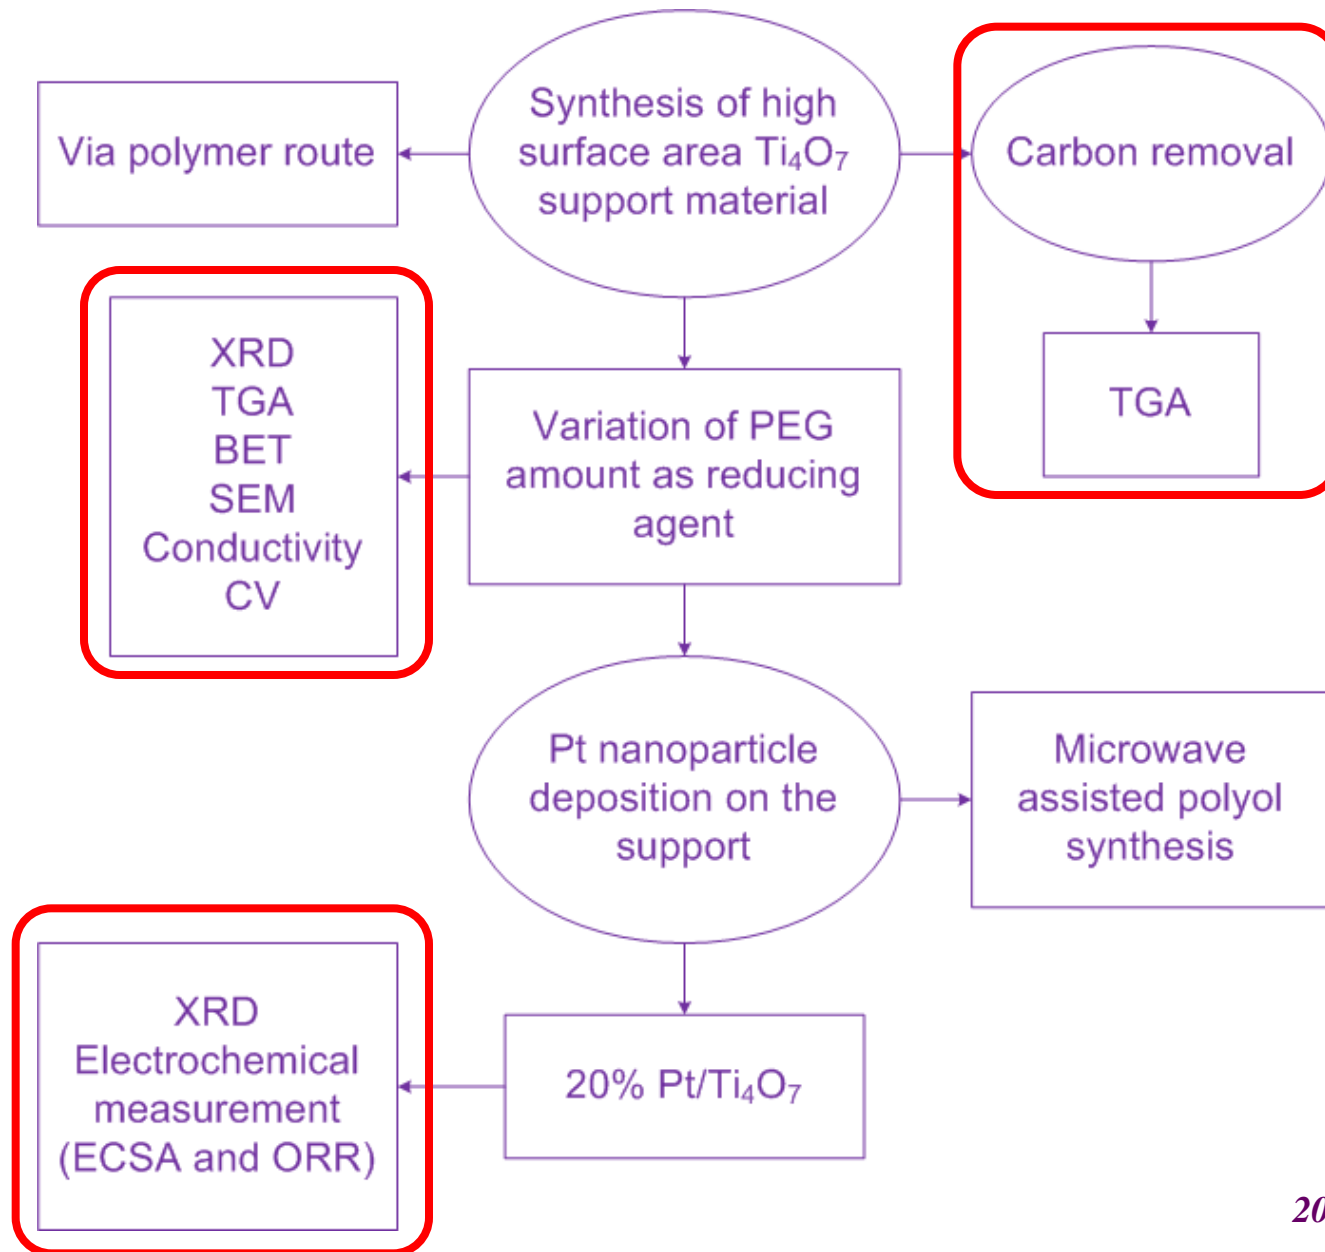 Via polymer route
Synthesis of high
surface area Ti₄O₇
support material
Carbon removal
TGA
XRD
TGA
BET
SEM
Conductivity
CV
Variation of PEG
amount as reducing
agent
Pt nanoparticle
deposition on the
support
Microwave
assisted polyol
synthesis
XRD
Electrochemical
measurement
(ECSA and ORR)
20% Pt/Ti₄O₇
20